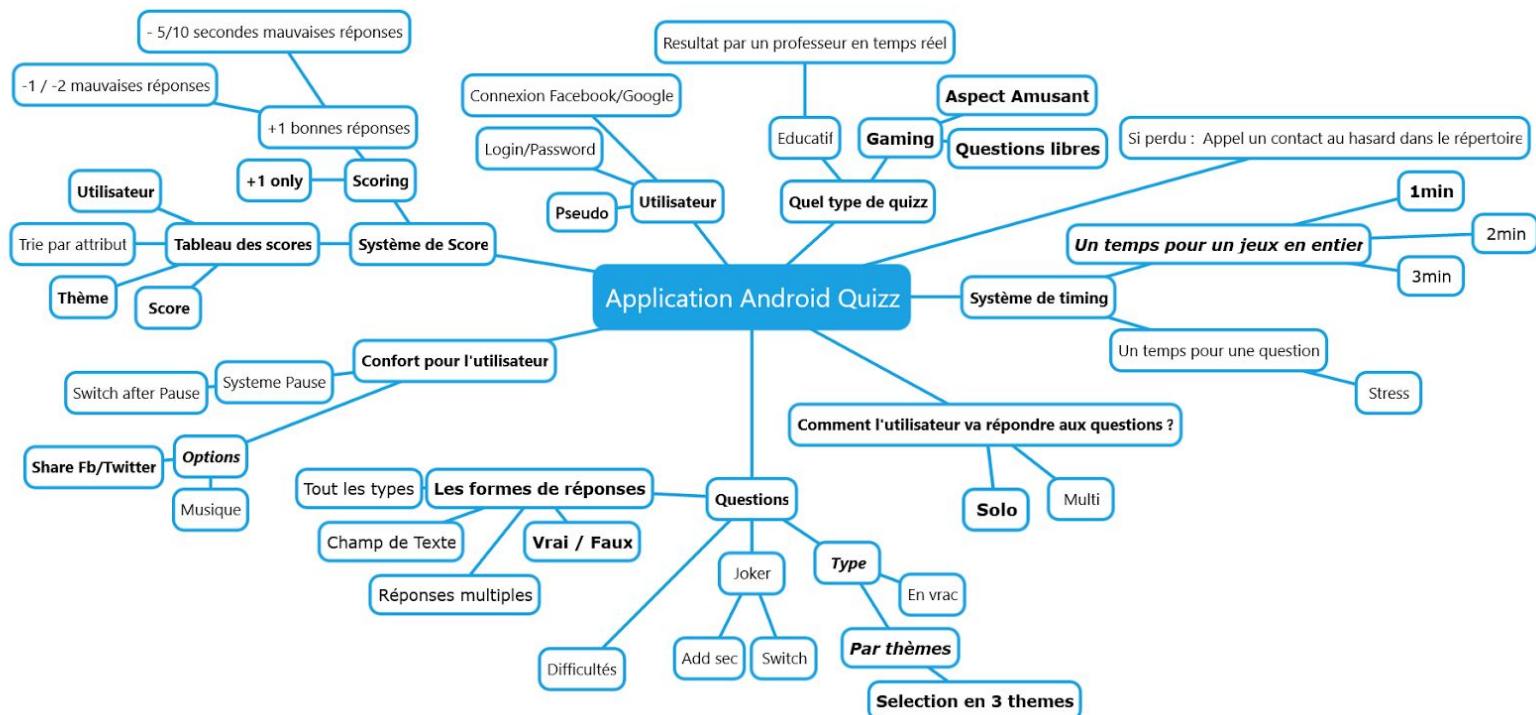 - 5/10 secondes mauvaises réponses
Resultat par un professeur en temps réel
-1 / -2 mauvaises réponses
Connexion Facebook/Google
Aspect Amusant
+1 bonnes réponses
Educatif
Gaming
Si perdu : Appel un contact au hasard dans le répertoire
Login/Password
Questions libres
+1 only
Scoring
Utilisateur
1min
Pseudo
Utilisateur
Quel type de quizz
Trie par attribut
Tableau des scores
Système de Score
Un temps pour un jeux en entier
2min
3min
Thème
Score
Application Android Quizz
Système de timing
Confort pour l'utilisateur
Un temps pour une question
Switch after Pause
Systeme Pause
Stress
Comment l'utilisateur va répondre aux questions ?
Share Fb/Twitter
Options
Musique
Tout les types
Les formes de réponses
Questions
Solo
Multi
Champ de Texte
Vrai / Faux
Type
Joker
Réponses multiples
En vrac
Difficultés
Add sec
Switch
Par thèmes
Selection en 3 themes